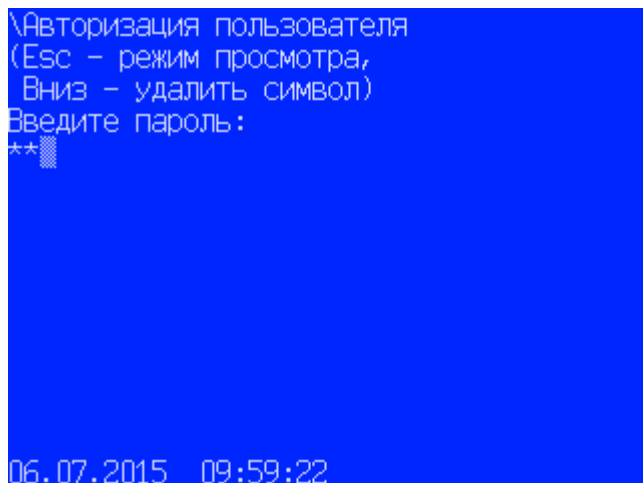 \Авторизация пользователя
(Esc – режим просмотра,
Вниз – удалить символ)
Введите пароль:
**▒
06.07.2015 09:59:22